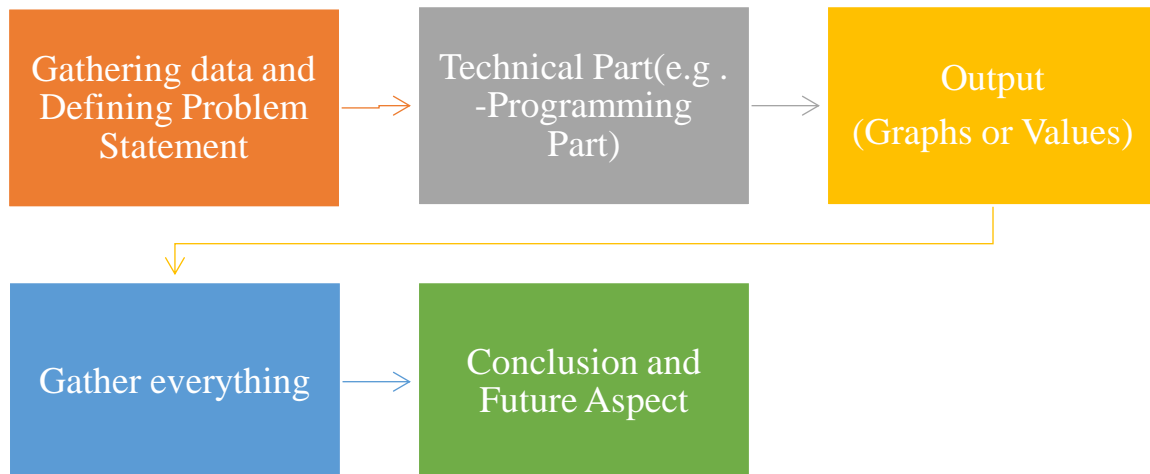 Gathering data and
Defining Problem
Statement
Technical Part(e.g .
-Programming
Part)
Output
(Graphs or Values)
Gather everything
Conclusion and
Future Aspect